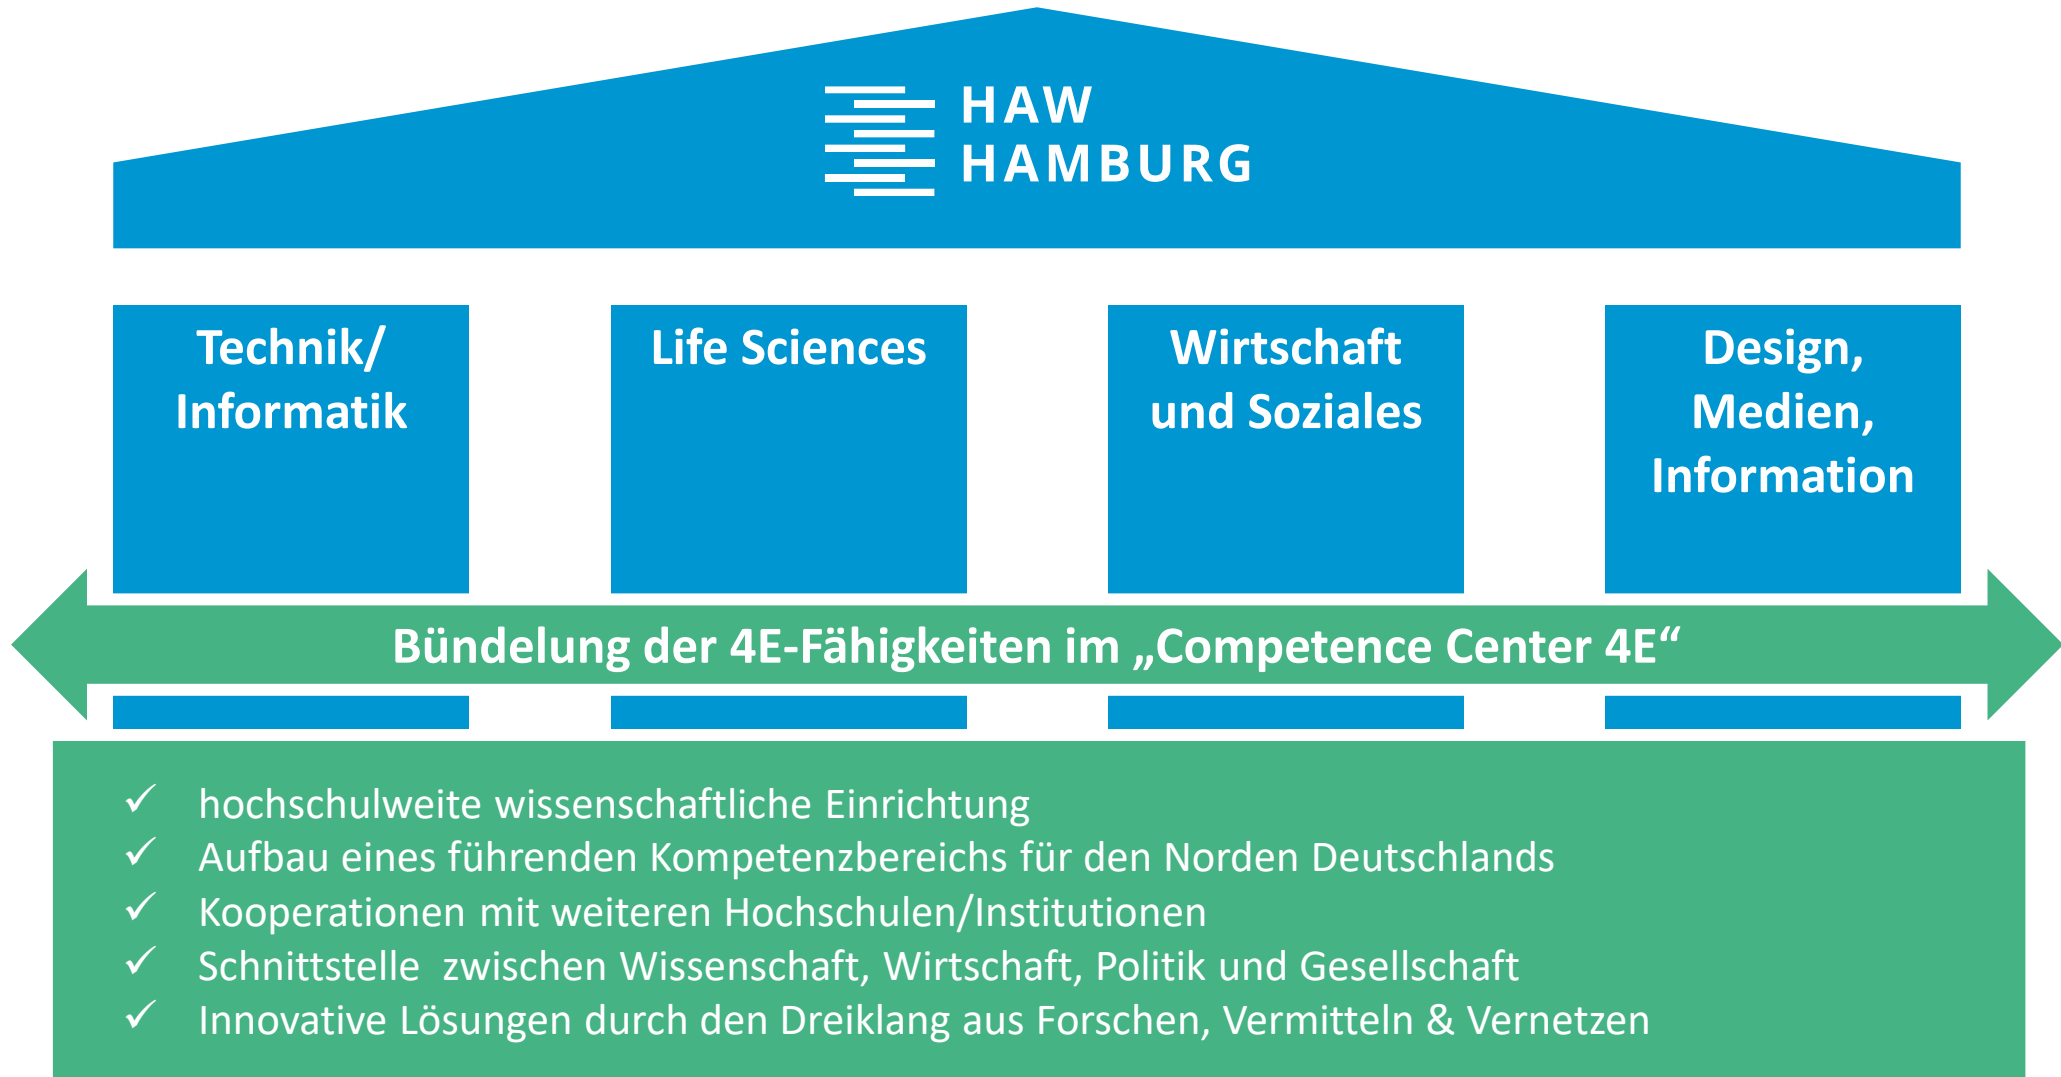 HAW
HAMBURG
Technik/
Informatik
Life Sciences
Wirtschaft
und Soziales
Design,
Medien,
Information
Bündelung der 4E-Fähigkeiten im „Competence Center 4E“
✓ hochschulweite wissenschaftliche Einrichtung
✓ Aufbau eines führenden Kompetenzbereichs für den Norden Deutschlands
✓ Kooperationen mit weiteren Hochschulen/Institutionen
✓ Schnittstelle zwischen Wissenschaft, Wirtschaft, Politik und Gesellschaft
✓ Innovative Lösungen durch den Dreiklang aus Forschen, Vermitteln & Vernetzen